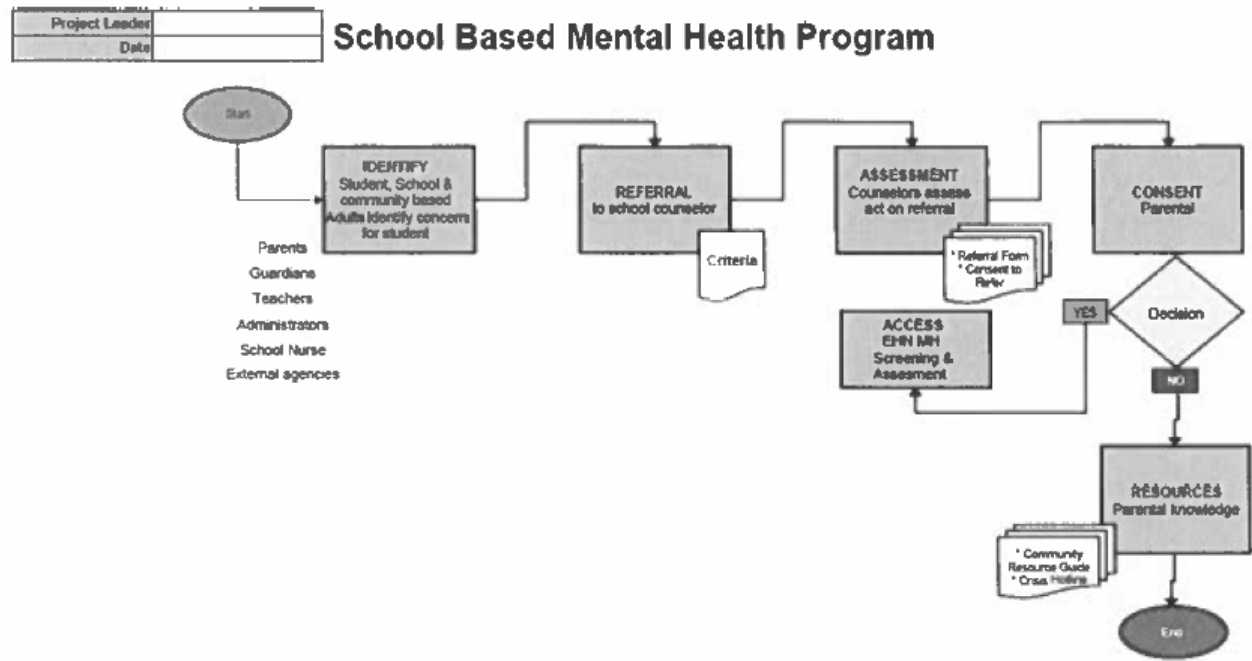 Project Leader
Date
School Based Mental Health Program
Start
IDENTIFY
Student, School &
community based
Adults identify concerns
for student
Parents
Guardians
Teachers
Administrators
School Nurse
External agencies
REFERRAL
to school counselor
Criteria
ASSESSMENT
Counselors assess
act on referral
* Referral Form
* Consent to
Refer
CONSENT
Parental
Decision
YES
NO
ACCESS
EHN MH
Screening &
Assesment
RESOURCES
Parental knowledge
* Community
Resource Guide
* Crisis Hotline
End